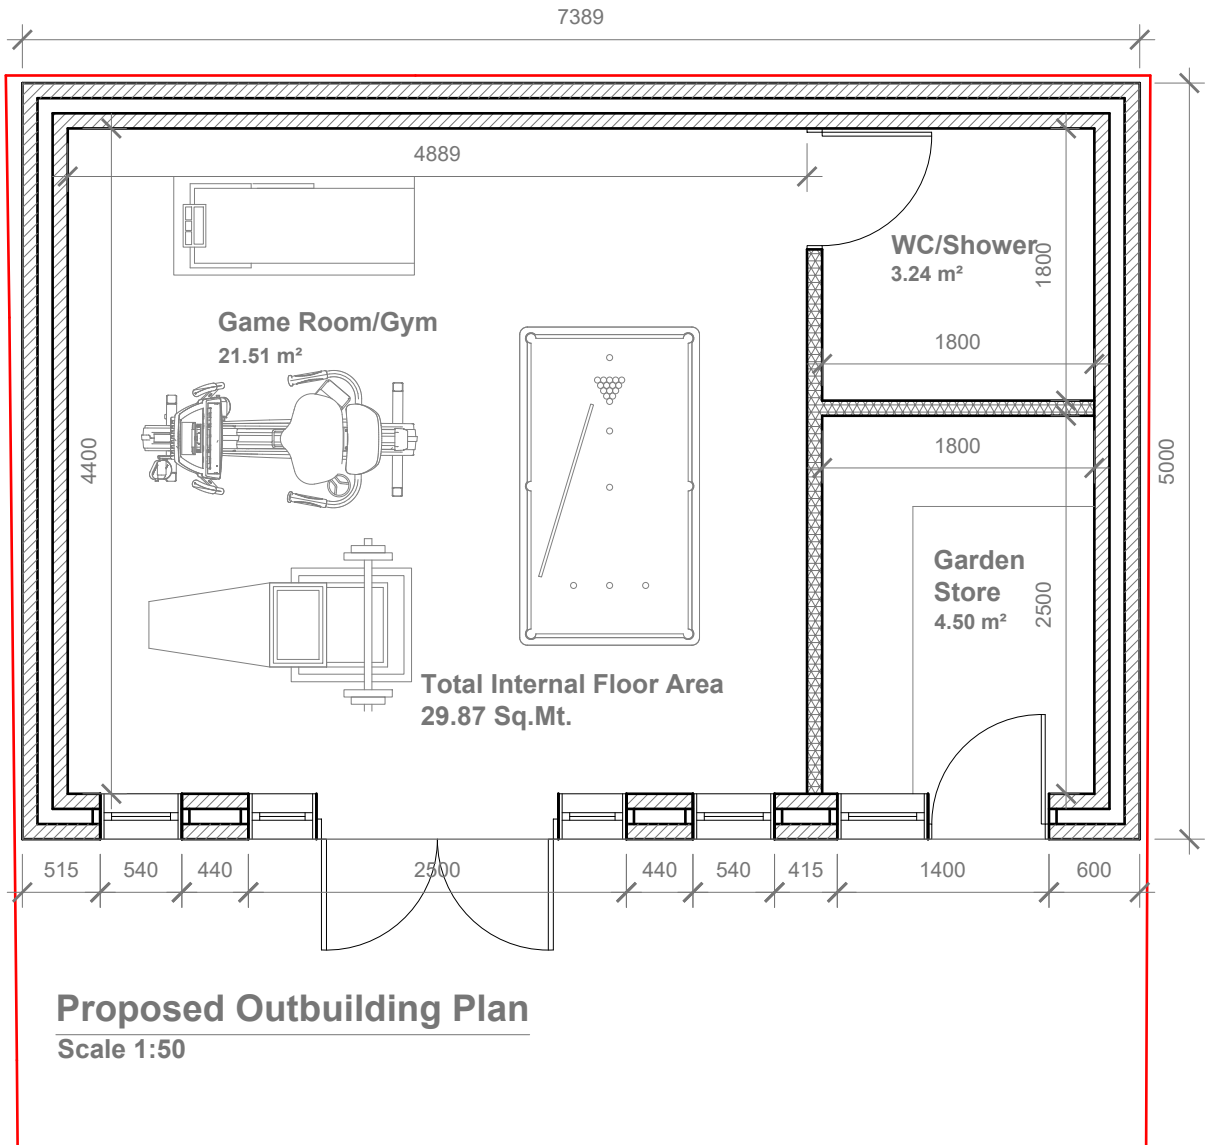 7389
4889
WC/Shower
3.24 m²
1800
1800
Game Room/Gym
21.51 m²
4400
1800
5000
Garden
Store
4.50 m²
2500
Total Internal Floor Area
29.87 Sq.Mt.
515 540 440 2500 440 540 415 1400 600
Proposed Outbuilding Plan
Scale 1:50